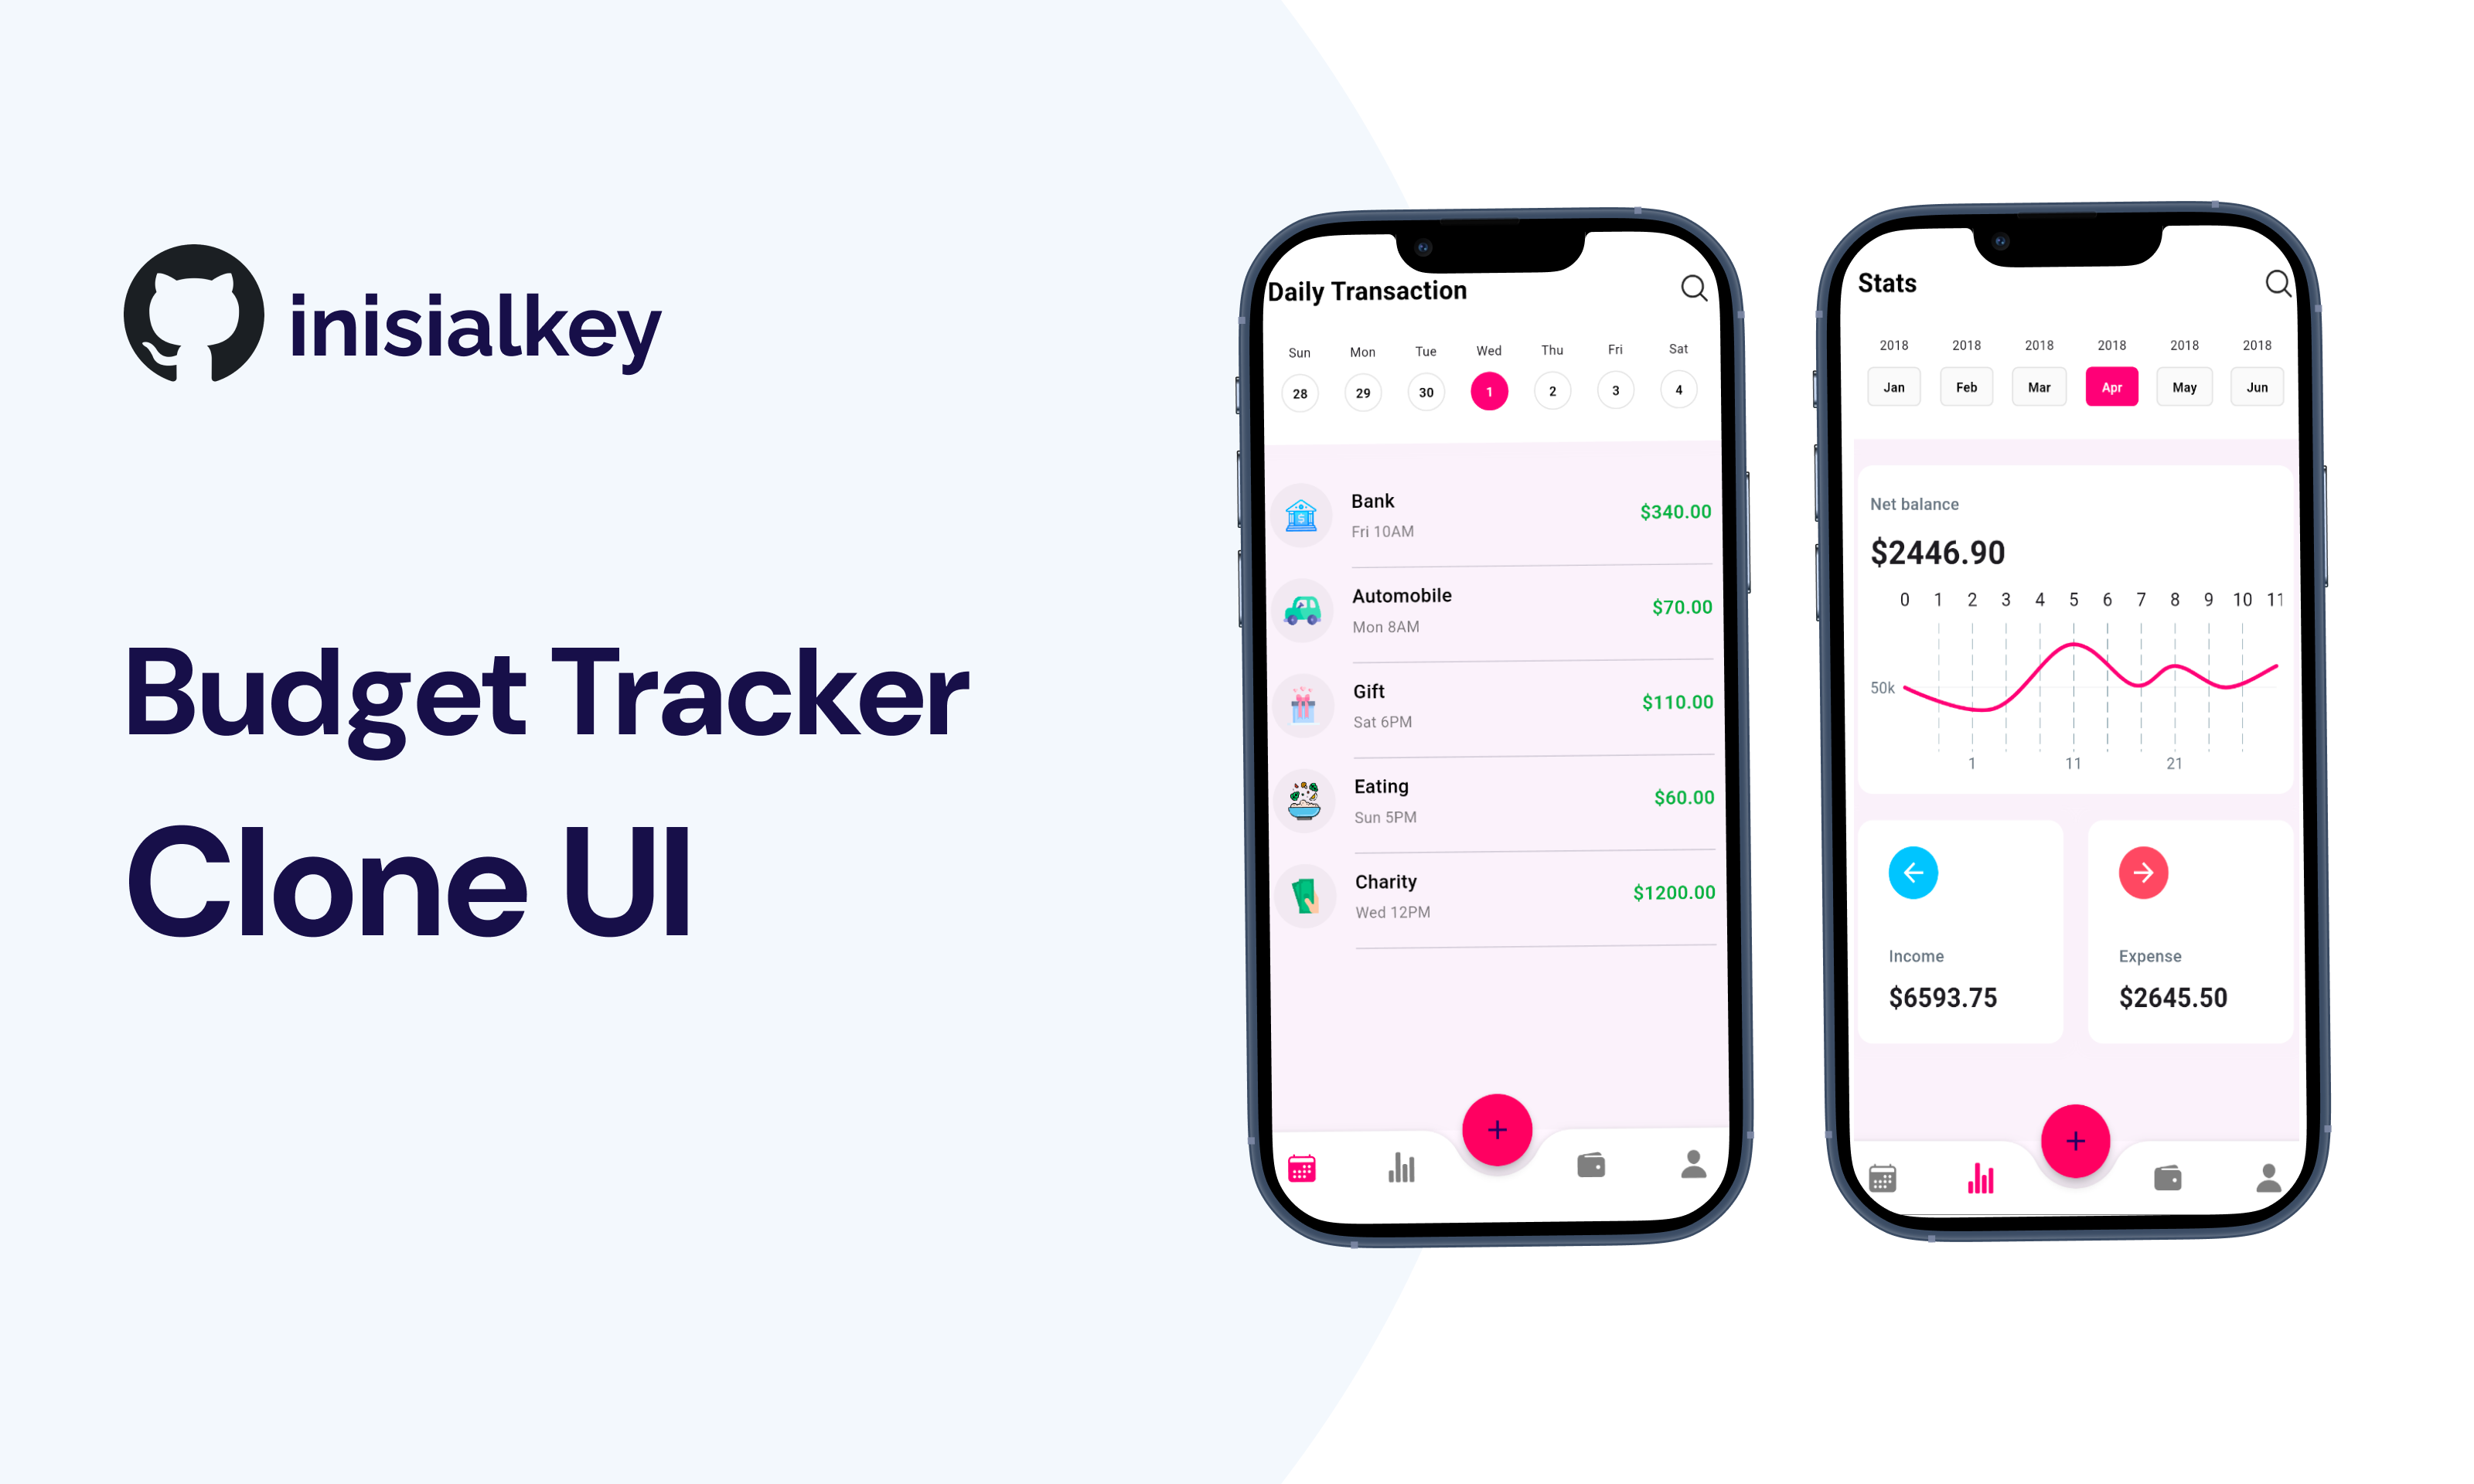 inisialkey
Budget Tracker
Clone UI
Daily Transaction
Sun Mon Tue Wed Thu Fri Sat
28 29 30 1 2 3 4
Bank
Fri 10AM
$340.00
Automobile
Mon 8AM
$70.00
Gift
Sat 6PM
$110.00
Eating
Sun 5PM
$60.00
Charity
Wed 12PM
$1200.00
Stats
2018 2018 2018 2018 2018 2018
Jan Feb Mar Apr May Jun
Net balance
$2446.90
0 1 2 3 4 5 6 7 8 9 10 11
50k
1 11 21
Income
$6593.75
Expense
$2645.50